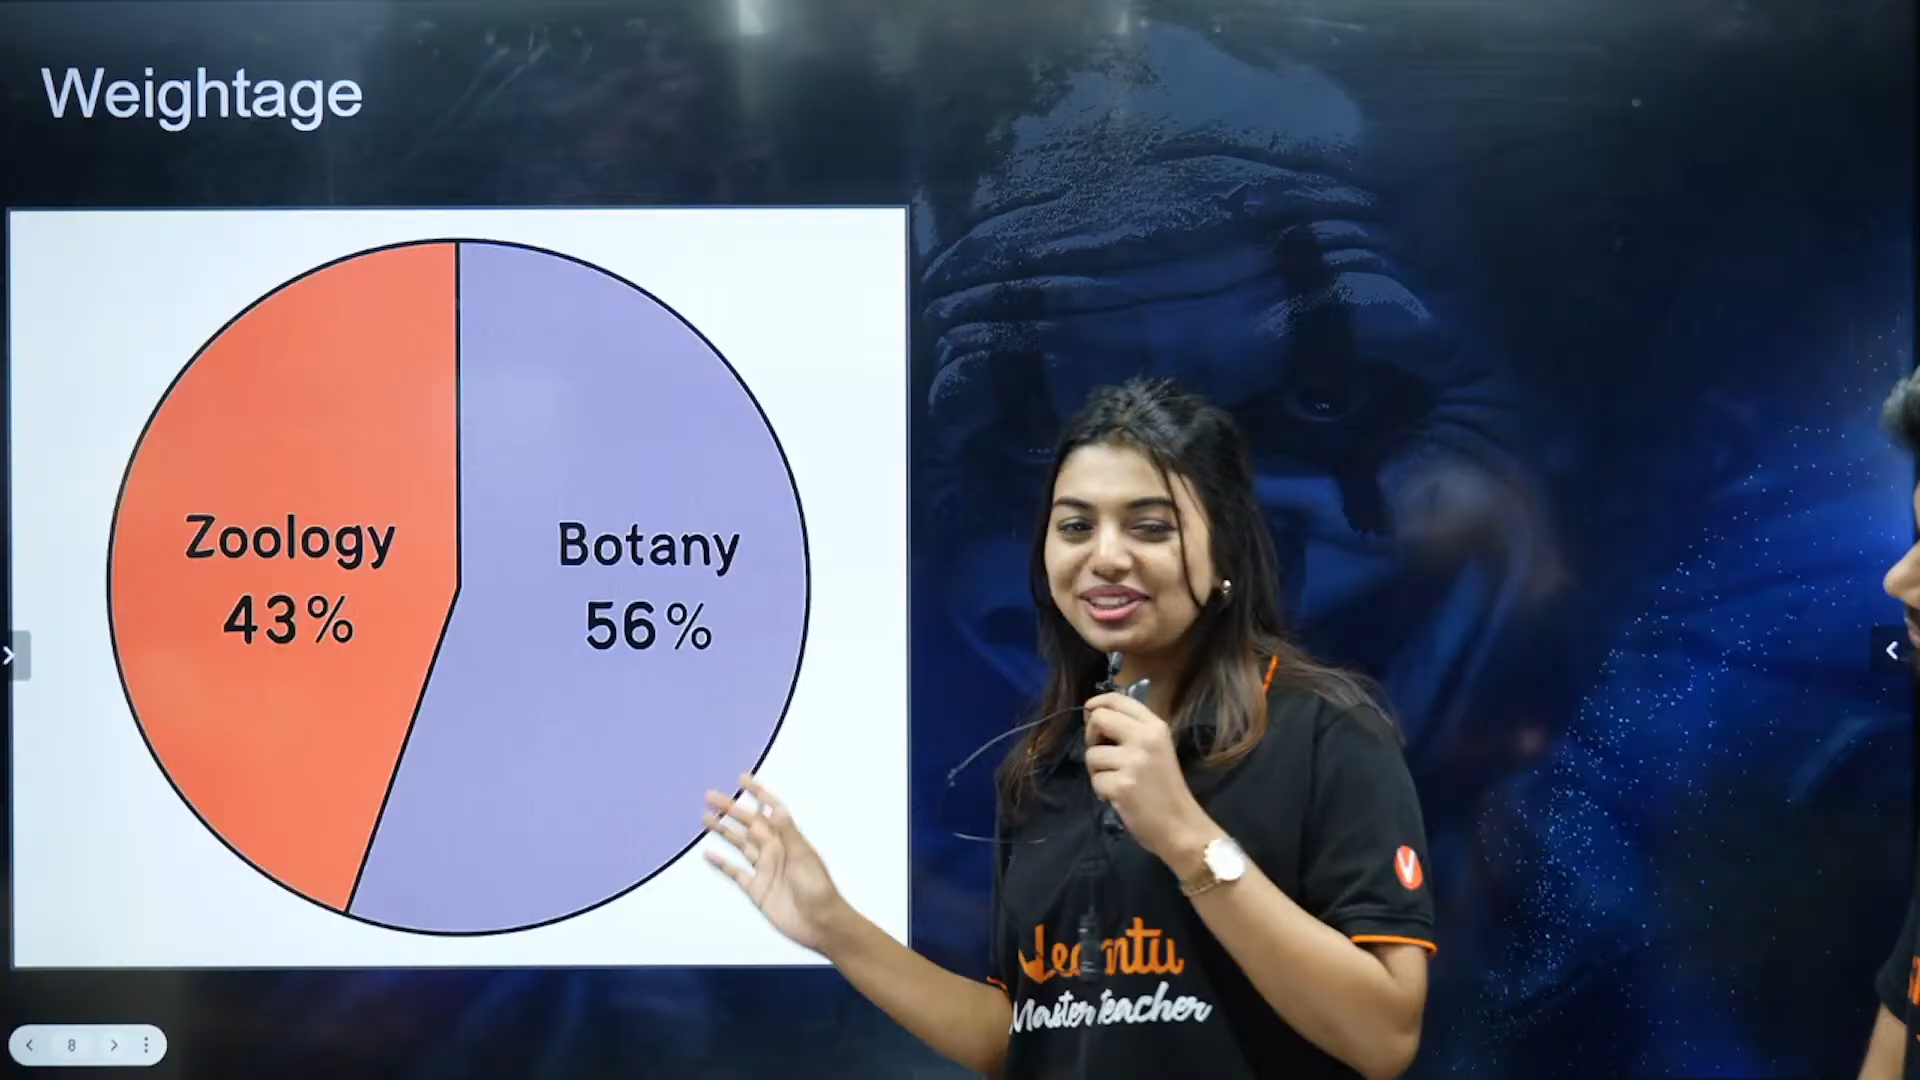 Weightage
Zoology
43%
Botany
56%
8
Master Teacher